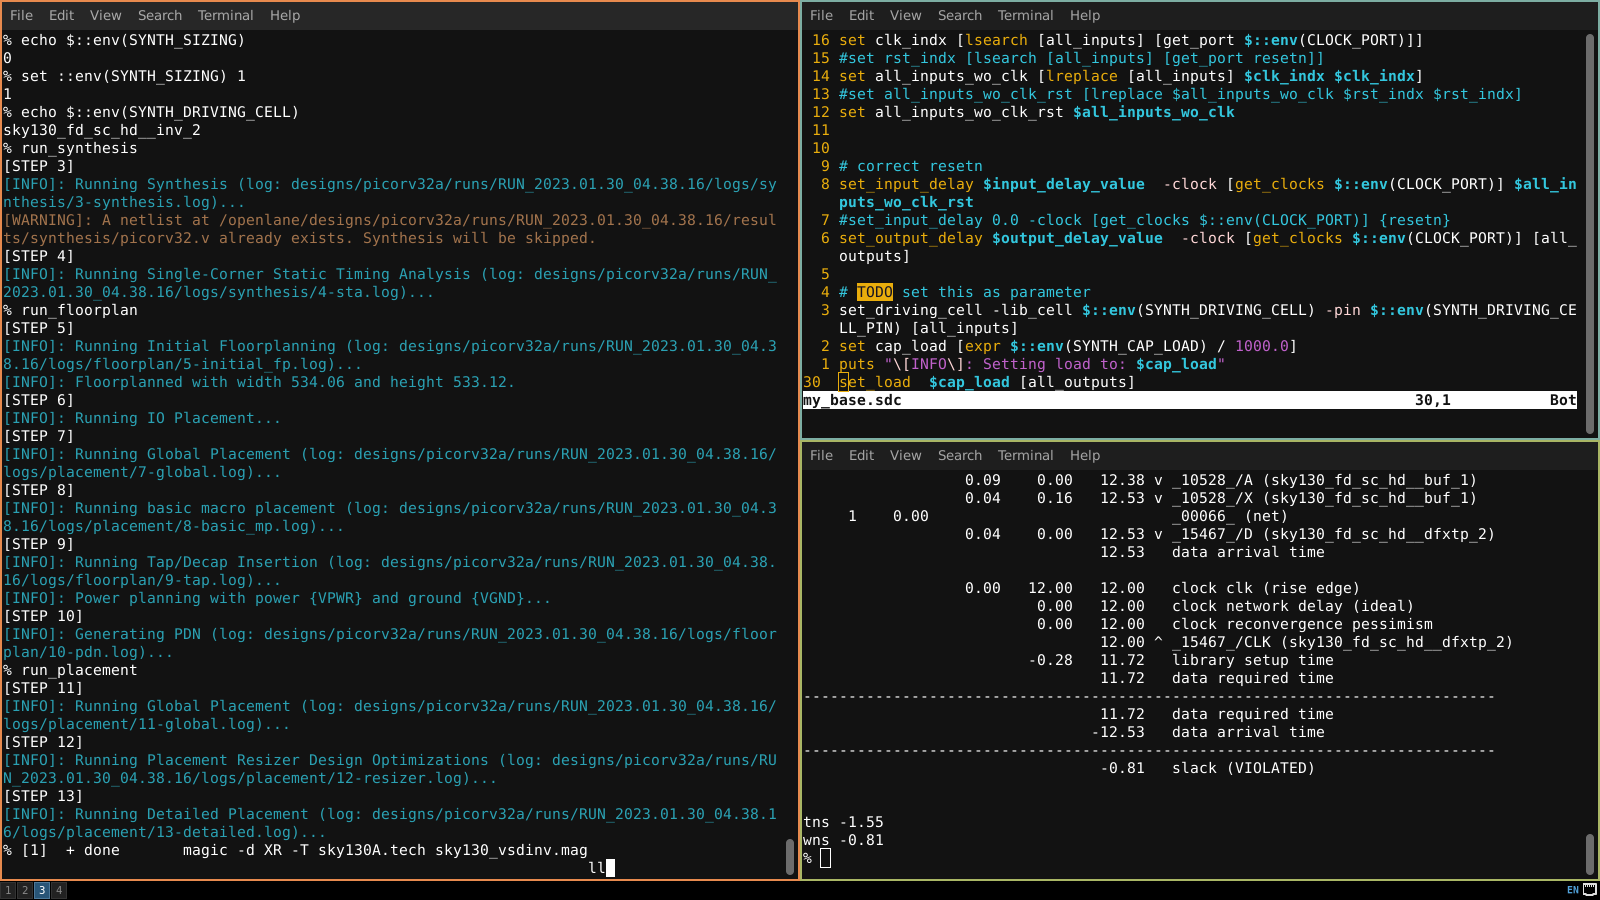 File Edit View Search Terminal Help
% echo $::env(SYNTH_SIZING)
0
% set ::env(SYNTH_SIZING) 1
1
% echo $::env(SYNTH_DRIVING_CELL)
sky130_fd_sc_hd__inv_2
% run_synthesis
[STEP 3]
[INFO]: Running Synthesis (log: designs/picorv32a/runs/RUN_2023.01.30_04.38.16/logs/sy
nthesis/3-synthesis.log)...
[WARNING]: A netlist at /openlane/designs/picorv32a/runs/RUN_2023.01.30_04.38.16/resul
ts/synthesis/picorv32.v already exists. Synthesis will be skipped.
[STEP 4]
[INFO]: Running Single-Corner Static Timing Analysis (log: designs/picorv32a/runs/RUN_
2023.01.30_04.38.16/logs/synthesis/4-sta.log)...
% run_floorplan
[STEP 5]
[INFO]: Running Initial Floorplanning (log: designs/picorv32a/runs/RUN_2023.01.30_04.3
8.16/logs/floorplan/5-initial_fp.log)...
[INFO]: Floorplanned with width 534.06 and height 533.12.
[STEP 6]
[INFO]: Running IO Placement...
[STEP 7]
[INFO]: Running Global Placement (log: designs/picorv32a/runs/RUN_2023.01.30_04.38.16/
logs/placement/7-global.log)...
[STEP 8]
[INFO]: Running basic macro placement (log: designs/picorv32a/runs/RUN_2023.01.30_04.3
8.16/logs/placement/8-basic_mp.log)...
[STEP 9]
[INFO]: Running Tap/Decap Insertion (log: designs/picorv32a/runs/RUN_2023.01.30_04.38.
16/logs/floorplan/9-tap.log)...
[INFO]: Power planning with power {VPWR} and ground {VGND}...
[STEP 10]
[INFO]: Generating PDN (log: designs/picorv32a/runs/RUN_2023.01.30_04.38.16/logs/floor
plan/10-pdn.log)...
% run_placement
[STEP 11]
[INFO]: Running Global Placement (log: designs/picorv32a/runs/RUN_2023.01.30_04.38.16/
logs/placement/11-global.log)...
[STEP 12]
[INFO]: Running Placement Resizer Design Optimizations (log: designs/picorv32a/runs/RU
N_2023.01.30_04.38.16/logs/placement/12-resizer.log)...
[STEP 13]
[INFO]: Running Detailed Placement (log: designs/picorv32a/runs/RUN_2023.01.30_04.38.1
6/logs/placement/13-detailed.log)...
% [1]  + done       magic -d XR -T sky130A.tech sky130_vsdinv.mag
ll
File Edit View Search Terminal Help
16 set clk_indx [lsearch [all_inputs] [get_port $::env(CLOCK_PORT)]]
15 #set rst_indx [lsearch [all_inputs] [get_port resetn]]
14 set all_inputs_wo_clk [lreplace [all_inputs] $clk_indx $clk_indx]
13 #set all_inputs_wo_clk_rst [lreplace $all_inputs_wo_clk $rst_indx $rst_indx]
12 set all_inputs_wo_clk_rst $all_inputs_wo_clk
11
10
9 # correct resetn
8 set_input_delay $input_delay_value  -clock [get_clocks $::env(CLOCK_PORT)] $all_in
puts_wo_clk_rst
7 #set_input_delay 0.0 -clock [get_clocks $::env(CLOCK_PORT)] {resetn}
6 set_output_delay $output_delay_value  -clock [get_clocks $::env(CLOCK_PORT)] [all_
outputs]
5
4 # TODO set this as parameter
3 set_driving_cell -lib_cell $::env(SYNTH_DRIVING_CELL) -pin $::env(SYNTH_DRIVING_CE
LL_PIN) [all_inputs]
2 set cap_load [expr $::env(SYNTH_CAP_LOAD) / 1000.0]
1 puts "\[INFO\]: Setting load to: $cap_load"
30 set_load  $cap_load [all_outputs]
my_base.sdc 30,1 Bot
File Edit View Search Terminal Help
0.09 0.00 12.38 v _10528_/A (sky130_fd_sc_hd__buf_1)
0.04 0.16 12.53 v _10528_/X (sky130_fd_sc_hd__buf_1)
1 0.00 _00066_ (net)
0.04 0.00 12.53 v _15467_/D (sky130_fd_sc_hd__dfxtp_2)
12.53 data arrival time
0.00 12.00 12.00 clock clk (rise edge)
0.00 12.00 clock network delay (ideal)
0.00 12.00 clock reconvergence pessimism
12.00 ^ _15467_/CLK (sky130_fd_sc_hd__dfxtp_2)
-0.28 11.72 library setup time
11.72 data required time
-----------------------------------------------------------------------------
11.72 data required time
-12.53 data arrival time
-----------------------------------------------------------------------------
-0.81 slack (VIOLATED)
tns -1.55
wns -0.81
%
1 2 3 4 EN